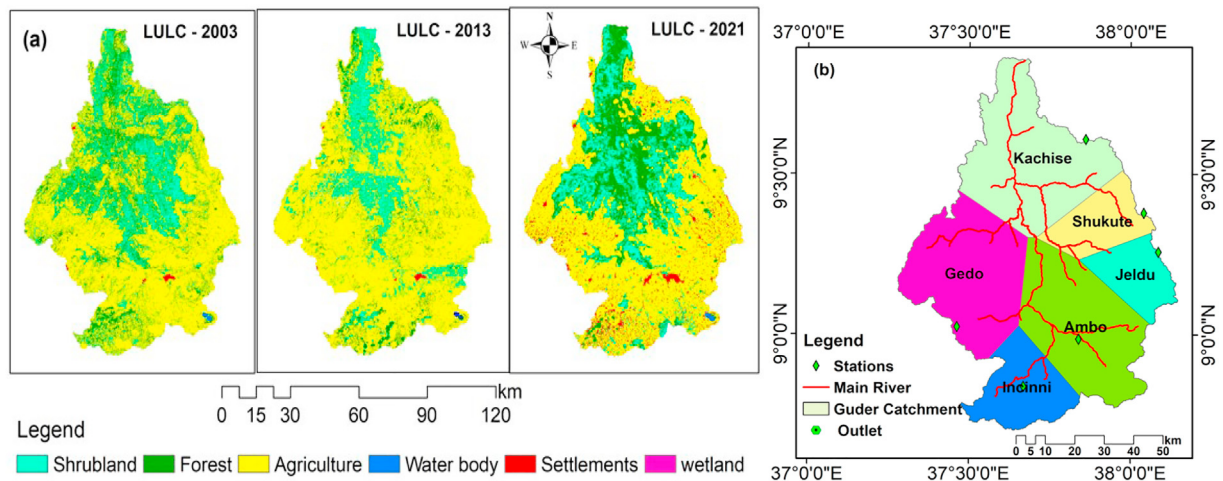 (a)
LULC - 2003
LULC - 2013
LULC - 2021
N
W E
S
km
0 15 30 60 90 120
Legend
Shrubland Forest Agriculture Water body Settlements wetland
37°0'0"E 37°30'0"E 38°0'0"E
(b)
9°30'0"N 9°30'0"N
9°0'0"N 9°0'0"N
Kachise
Shukute
Gedo
Jeldu
Ambo
Incinni
Legend
Stations
Main River
Guder Catchment
Outlet
km
0 5 10 20 30 40 50
37°0'0"E 37°30'0"E 38°0'0"E